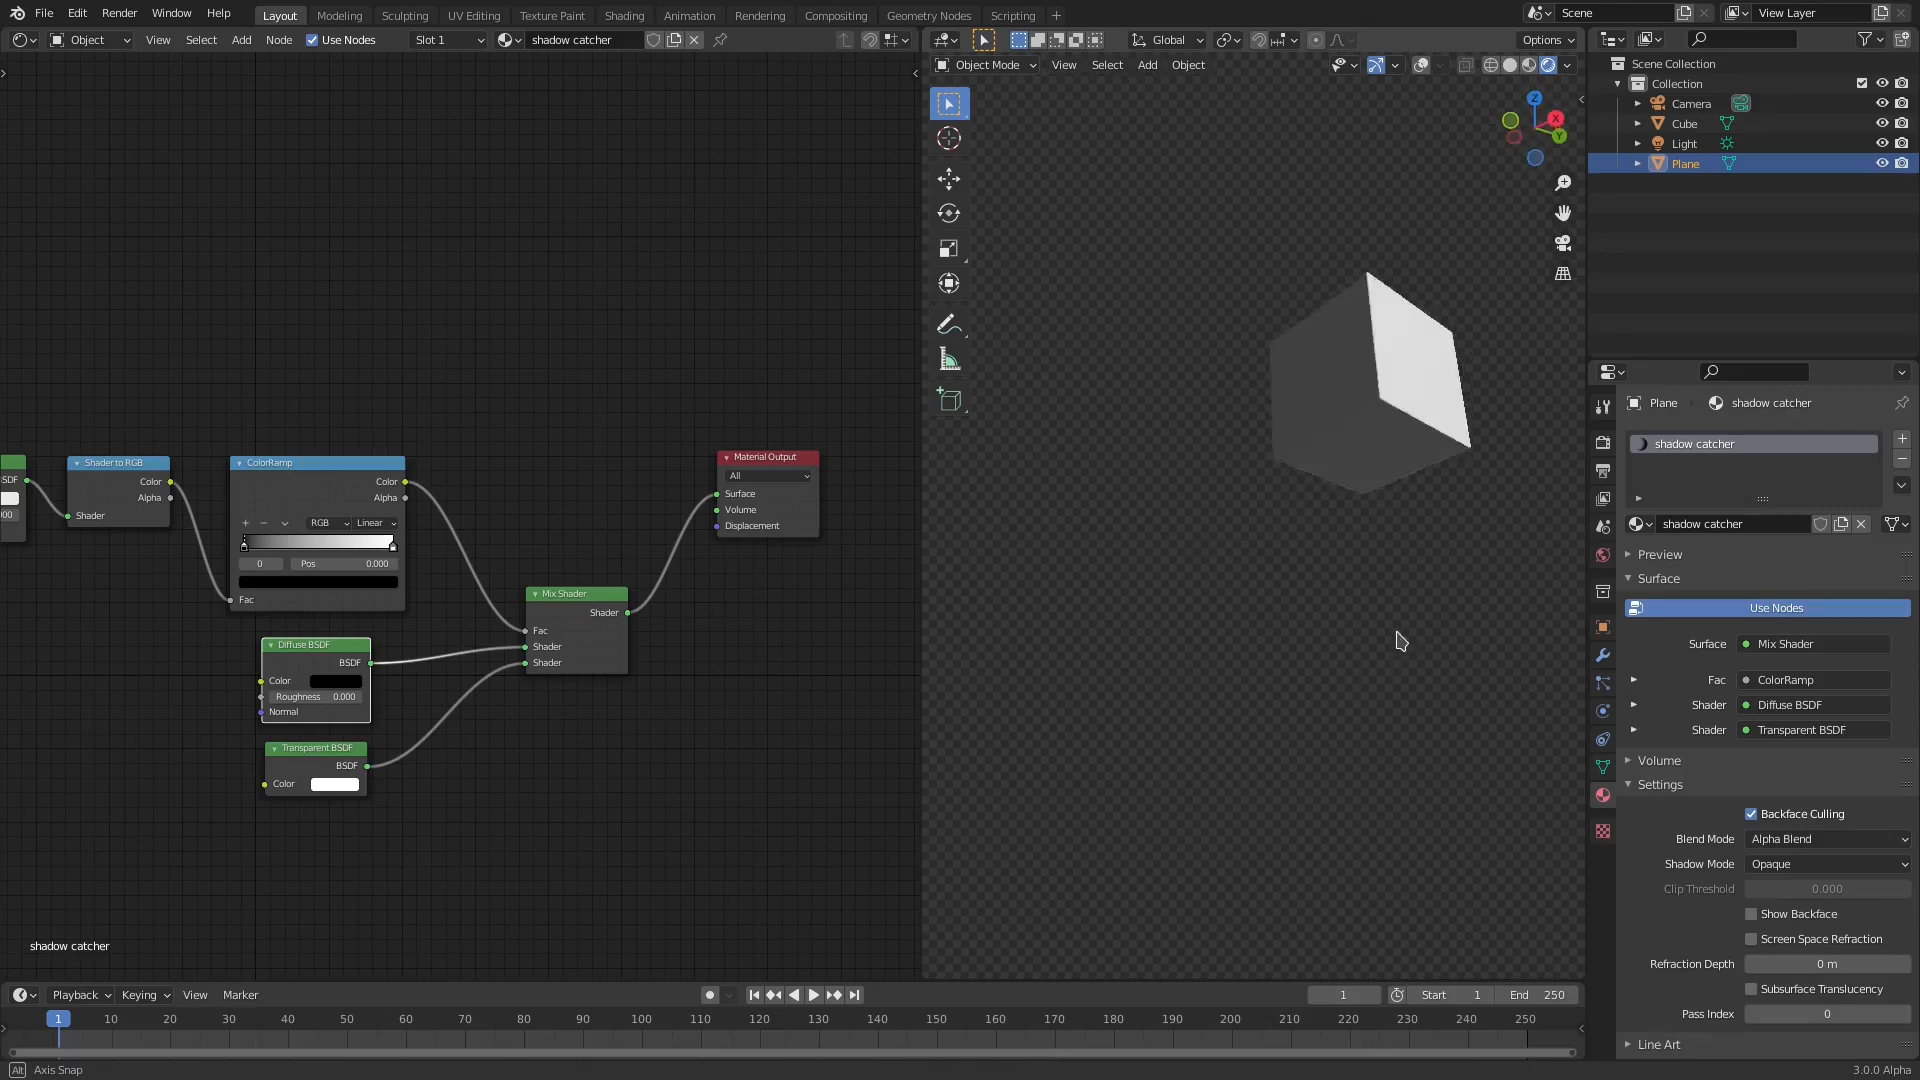 File Edit Render Window Help Layout Modeling Sculpting UV Editing Texture Paint Shading Animation Rendering Compositing Geometry Nodes Scripting + Scene View Layer
Object View Select Add Node Use Nodes Slot 1 shadow catcher Global Options
Object Mode View Select Add Object
Z
X
Y
Scene Collection
Collection
Camera
Cube
Light
Plane
Shader to RGB
Color
Alpha
Shader
SDF
000
ColorRamp
Color
Alpha
RGB Linear
0 Pos 0.000
Fac
Material Output
All
Surface
Volume
Displacement
Mix Shader
Shader
Fac
Shader
Shader
Diffuse BSDF
BSDF
Color
Roughness 0.000
Normal
Transparent BSDF
BSDF
Color
shadow catcher
Plane shadow catcher
shadow catcher
shadow catcher
Preview
Surface
Use Nodes
Surface Mix Shader
Fac ColorRamp
Shader Diffuse BSDF
Shader Transparent BSDF
Volume
Settings
Backface Culling
Blend Mode Alpha Blend
Shadow Mode Opaque
Clip Threshold 0.000
Show Backface
Screen Space Refraction
Refraction Depth 0 m
Subsurface Translucency
Pass Index 0
Line Art
Playback Keying View Marker 1 Start 1 End 250
1 10 20 30 40 50 60 70 80 90 100 110 120 130 140 150 160 170 180 190 200 210 220 230 240 250
Alt Axis Snap 3.0.0 Alpha